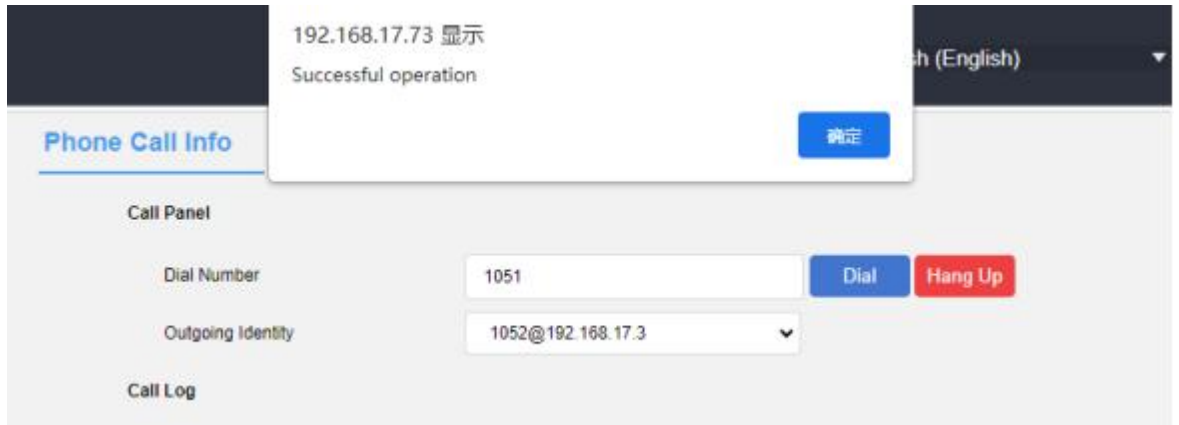 192.168.17.73 显示
Successful operation
sh (English)
确定
Phone Call Info
Call Panel
Dial Number
1051
Dial
Hang Up
Outgoing Identity
1052@192.168.17.3
Call Log